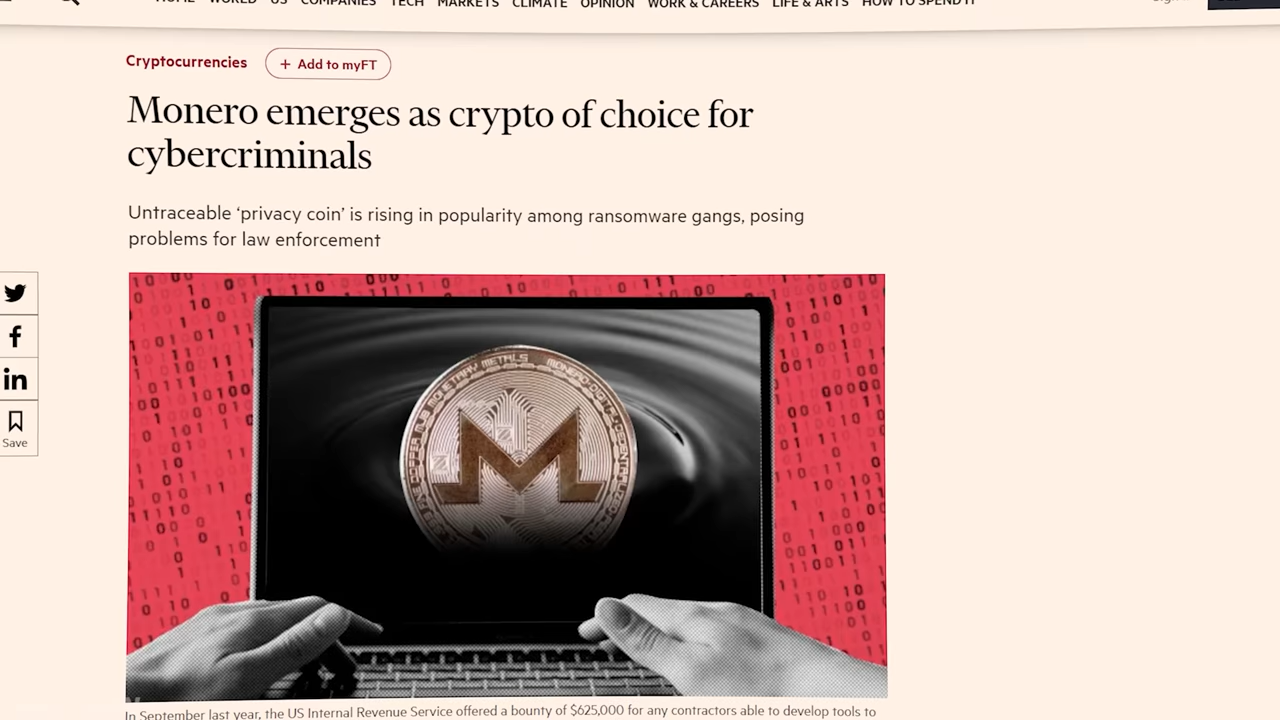 HOME WORLD US COMPANIES TECH MARKETS CLIMATE OPINION WORK & CAREERS LIFE & ARTS HOW TO SPEND IT
Cryptocurrencies
+ Add to myFT
Monero emerges as crypto of choice for
cybercriminals
Untraceable ‘privacy coin’ is rising in popularity among ransomware gangs, posing
problems for law enforcement
Save
MONETARY METALS
In September last year, the US Internal Revenue Service offered a bounty of $625,000 for any contractors able to develop tools to